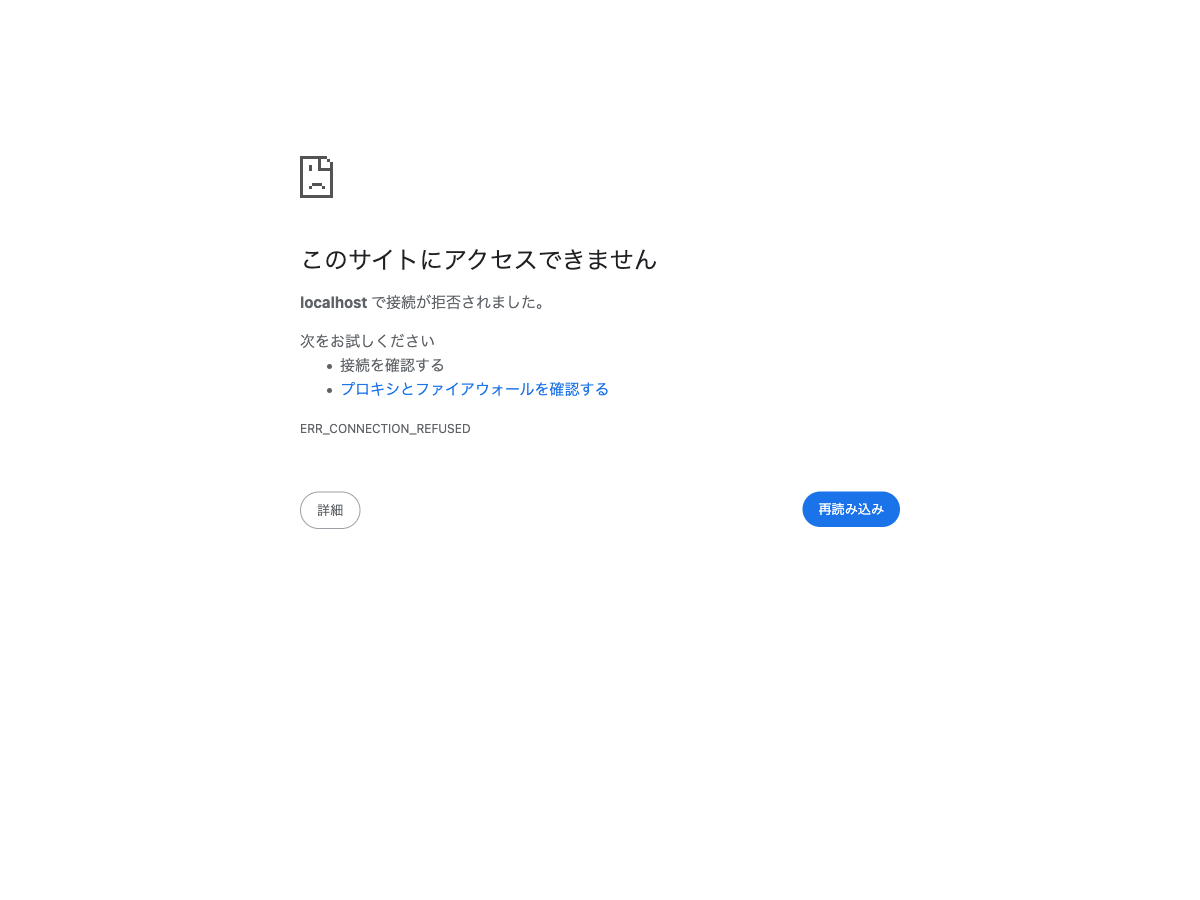 このサイトにアクセスできません
localhost で接続が拒否されました。
次をお試しください
接続を確認する
プロキシとファイアウォールを確認する
ERR_CONNECTION_REFUSED
詳細
再読み込み